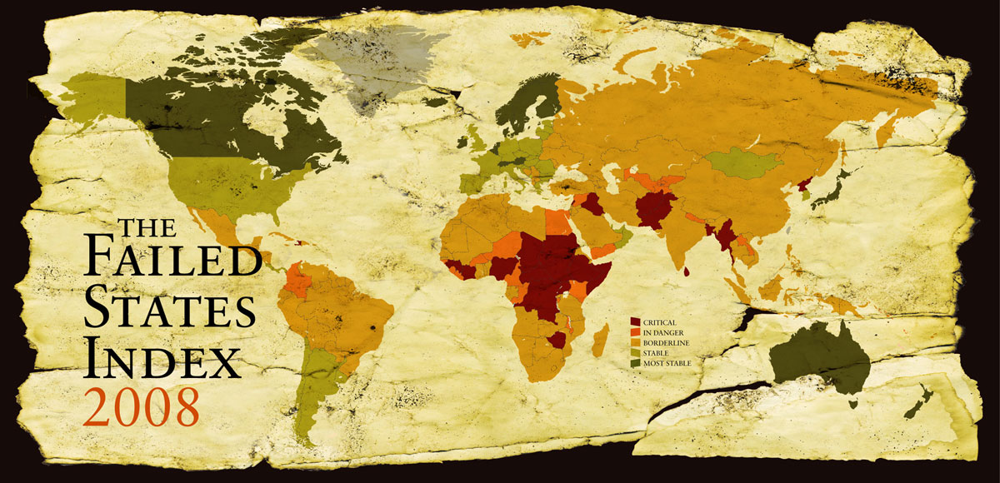 THE
FAILED
STATES
INDEX
2008
CRITICAL
IN DANGER
BORDERLINE
STABLE
MOST STABLE